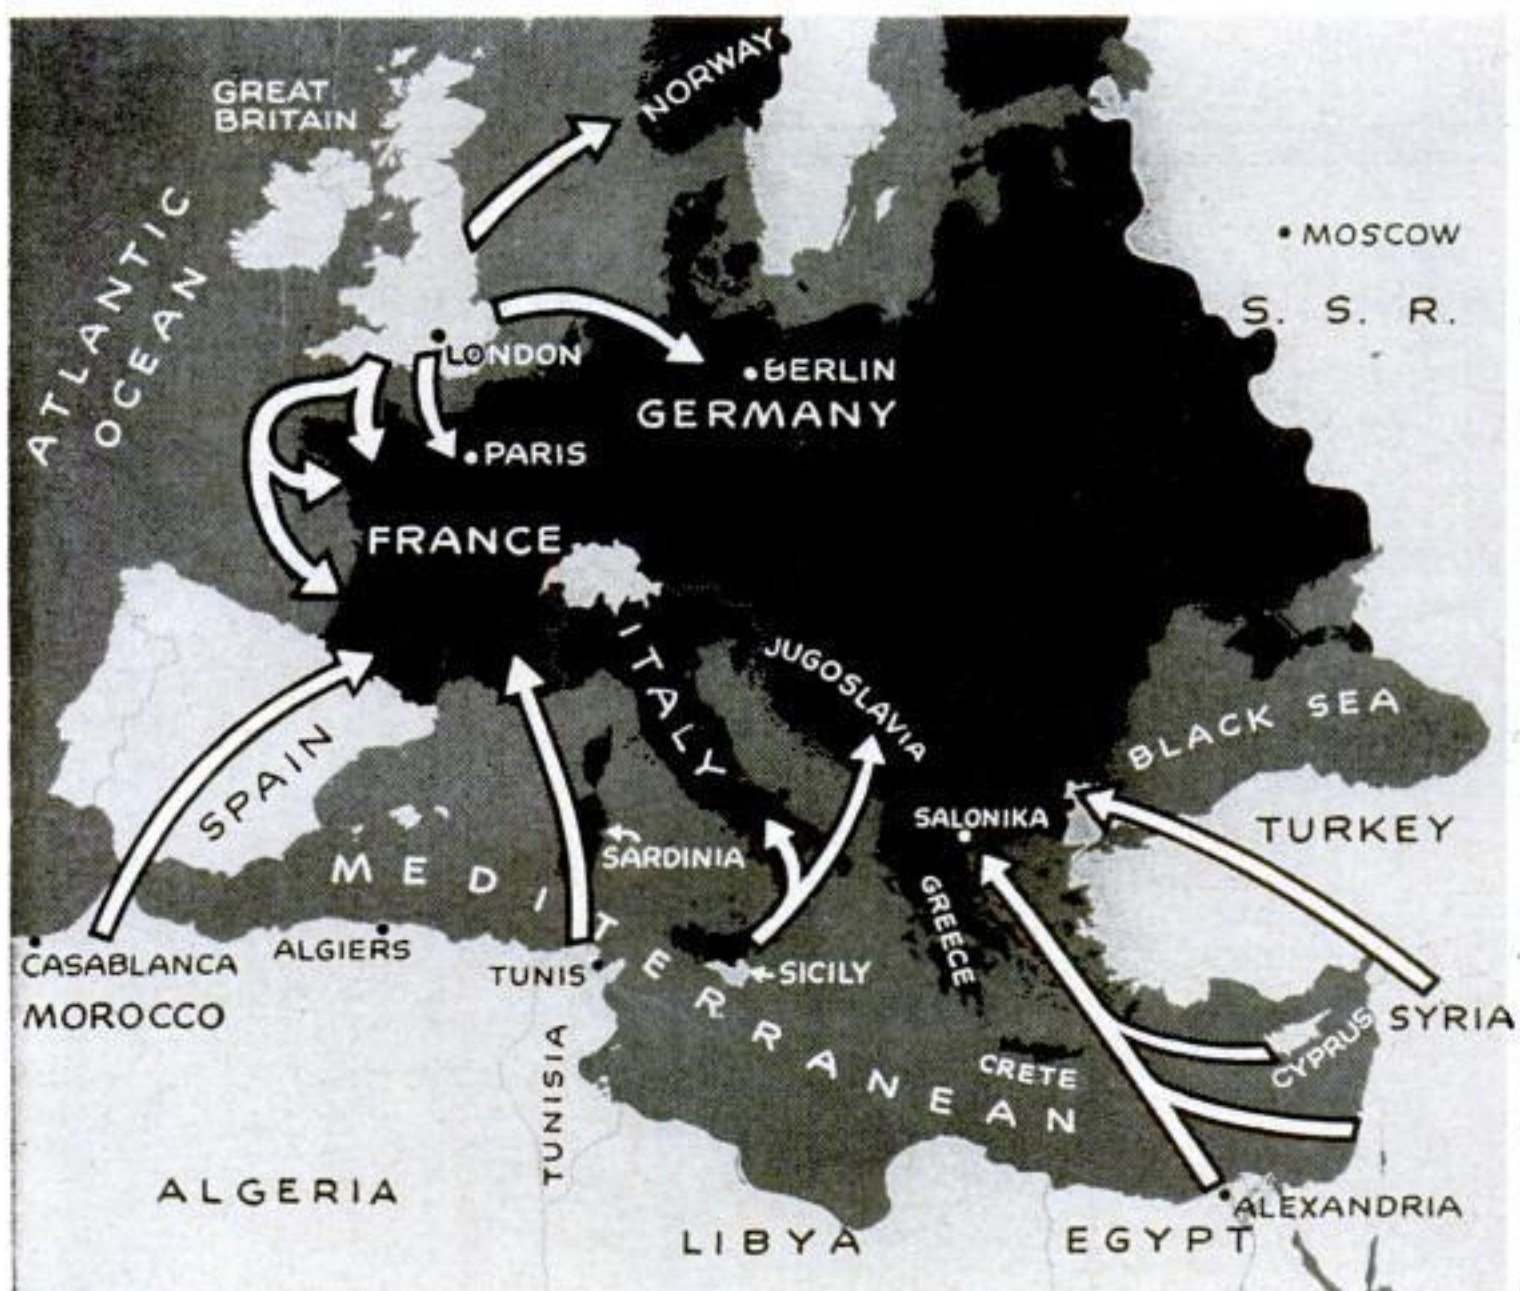 NORWAY
GREAT
BRITAIN
ATLANTIC
OCEAN
MOSCOW
S. S. R.
LONDON
BERLIN
GERMANY
PARIS
FRANCE
ITALY
JUGOSLAVIA
BLACK SEA
SPAIN
SALONIKA
TURKEY
SARDINIA
MEDITERRANEAN
GREECE
CASABLANCA
ALGIERS
TUNIS
SICILY
MOROCCO
SYRIA
CYPRUS
CRETE
TUNISIA
ALGERIA
ALEXANDRIA
LIBYA
EGYPT